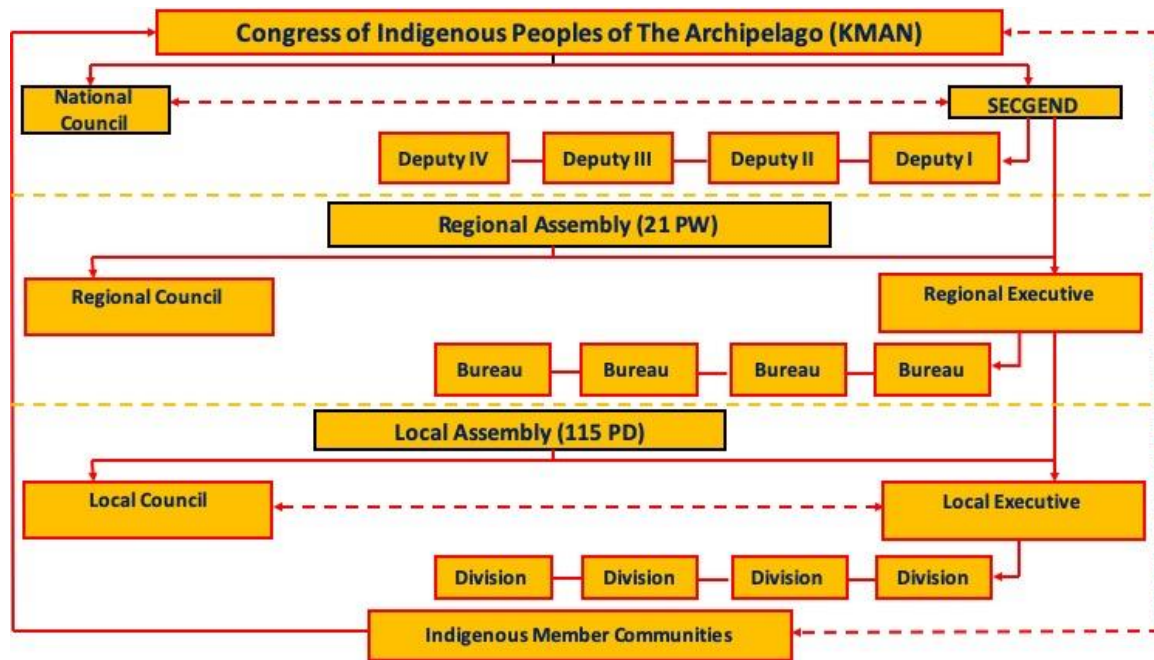 Congress of Indigenous Peoples of The Archipelago (KMAN)
National
Council
SECGEND
Deputy IV
Deputy III
Deputy II
Deputy I
Regional Assembly (21 PW)
Regional Council
Regional Executive
Bureau
Bureau
Bureau
Bureau
Local Assembly (115 PD)
Local Council
Local Executive
Division
Division
Division
Division
Indigenous Member Communities